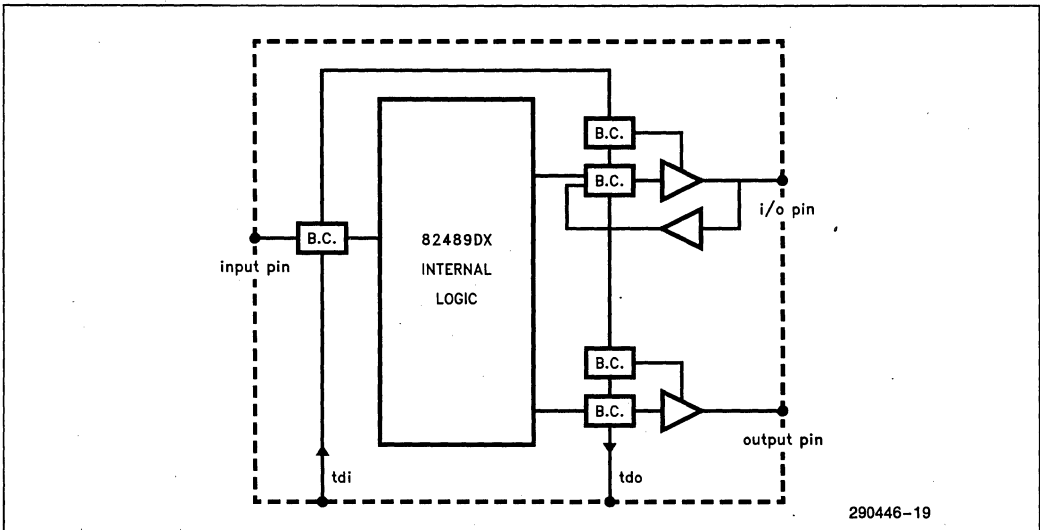 B.C.
B.C.
i/o pin
B.C.
input pin
82489DX
INTERNAL
LOGIC
B.C.
B.C.
output pin
tdi
tdo
290446-19